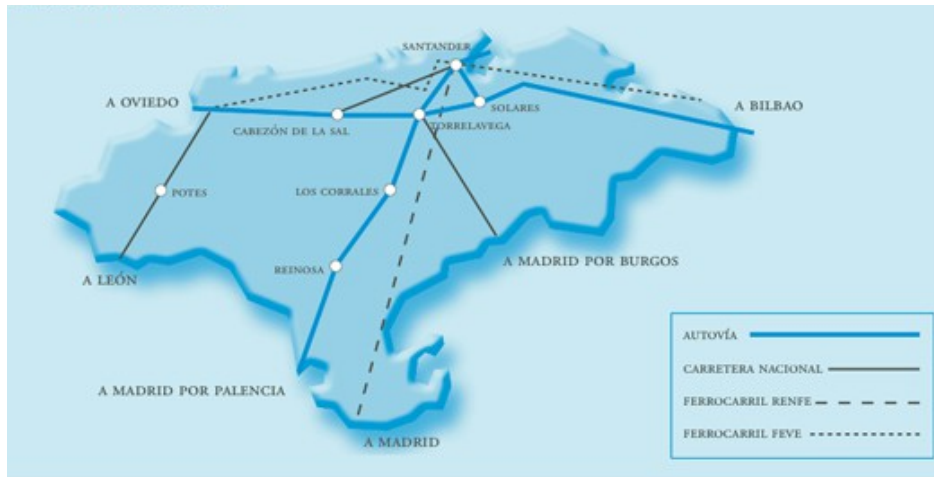 SANTANDER
A OVIEDO
SOLARES
A BILBAO
CABEZÓN DE LA SAL
TORRELAVEGA
POTES
LOS CORRALES
A MADRID POR BURGOS
REINOSA
A LEÓN
A MADRID POR PALENCIA
A MADRID
AUTOVÍA
CARRETERA NACIONAL
FERROCARRIL RENFE
FERROCARRIL FEVE